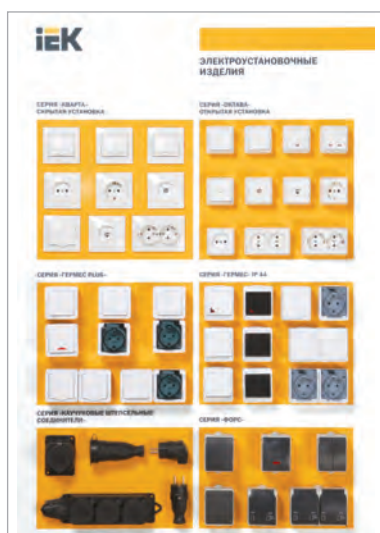 iEK
ЭЛЕКТРОУСТАНОВОЧНЫЕ
ИЗДЕЛИЯ
СЕРИЯ «КВАРТА»
СКРЫТАЯ УСТАНОВКА
СЕРИЯ «ОКТАВА»
ОТКРЫТАЯ УСТАНОВКА
СЕРИЯ «ГЕРМЕС PLUS»
СЕРИЯ «ГЕРМЕС» IP 44
СЕРИЯ «КАУЧУКОВЫЕ ШТЕПСЕЛЬНЫЕ
СОЕДИНИТЕЛИ»
СЕРИЯ «ФОРС»